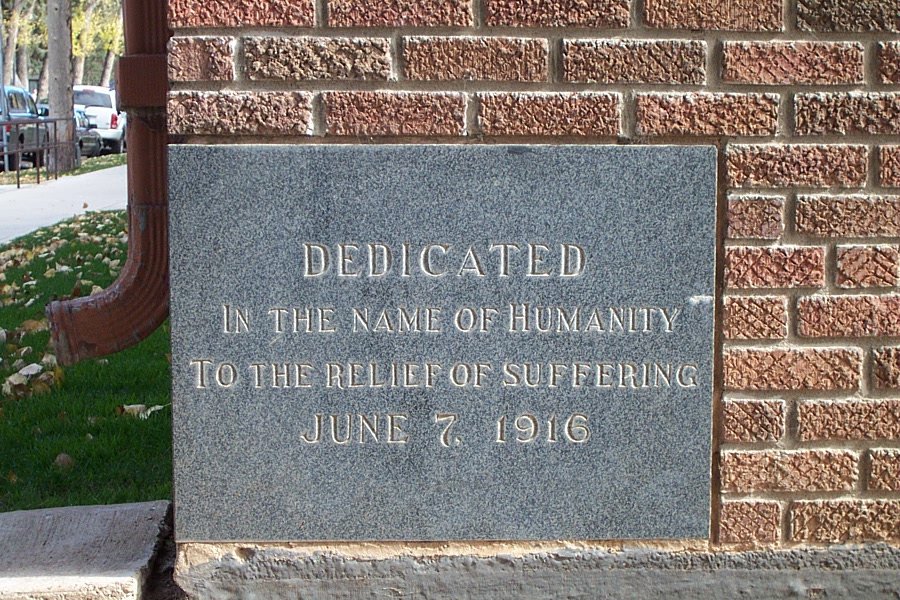 DEDICATED
IN THE NAME OF HUMANITY
TO THE RELIEF OF SUFFERING
JUNE 7, 1916